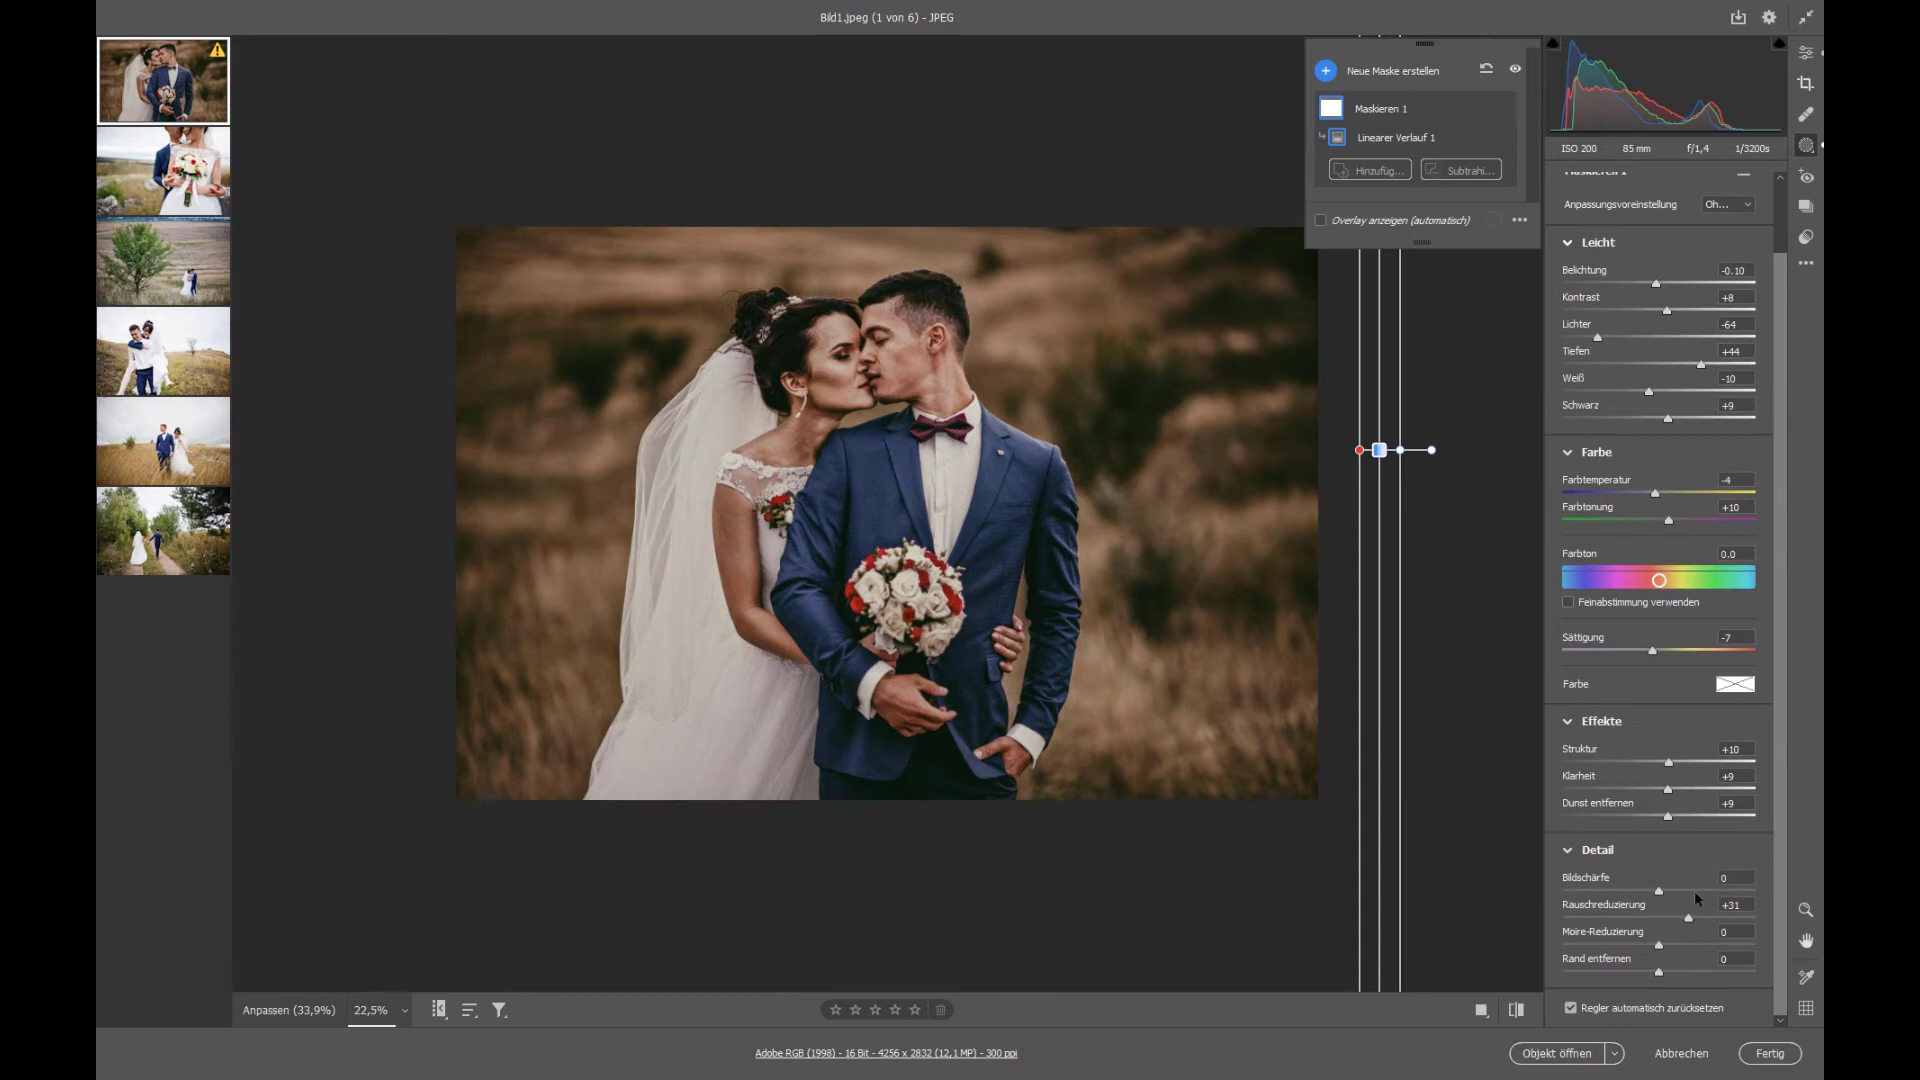 Bild1.jpeg (1 von 6) - JPEG
Neue Maske erstellen
Maskieren 1
Linearer Verlauf 1
Hinzufüg...
Subtrahi...
Overlay anzeigen (automatisch)
ISO 200
85 mm
f/1,4
1/3200s
Maskieren 1
Anpassungsvoreinstellung
Oh...
Leicht
Belichtung
-0.10
Kontrast
+8
Lichter
-64
Tiefen
+44
Weiß
-10
Schwarz
+9
Farbe
Farbtemperatur
-4
Farbtonung
+10
Farbton
0.0
Feinabstimmung verwenden
Sättigung
-7
Farbe
Effekte
Struktur
+10
Klarheit
+9
Dunst entfernen
+9
Detail
Bildschärfe
0
Rauschreduzierung
+31
Moire-Reduzierung
0
Rand entfernen
0
Regler automatisch zurücksetzen
Anpassen (33,9%)
22,5%
Adobe RGB (1998) - 16 Bit - 4256 x 2832 (12,1 MP) - 300 ppi
Objekt öffnen
Abbrechen
Fertig